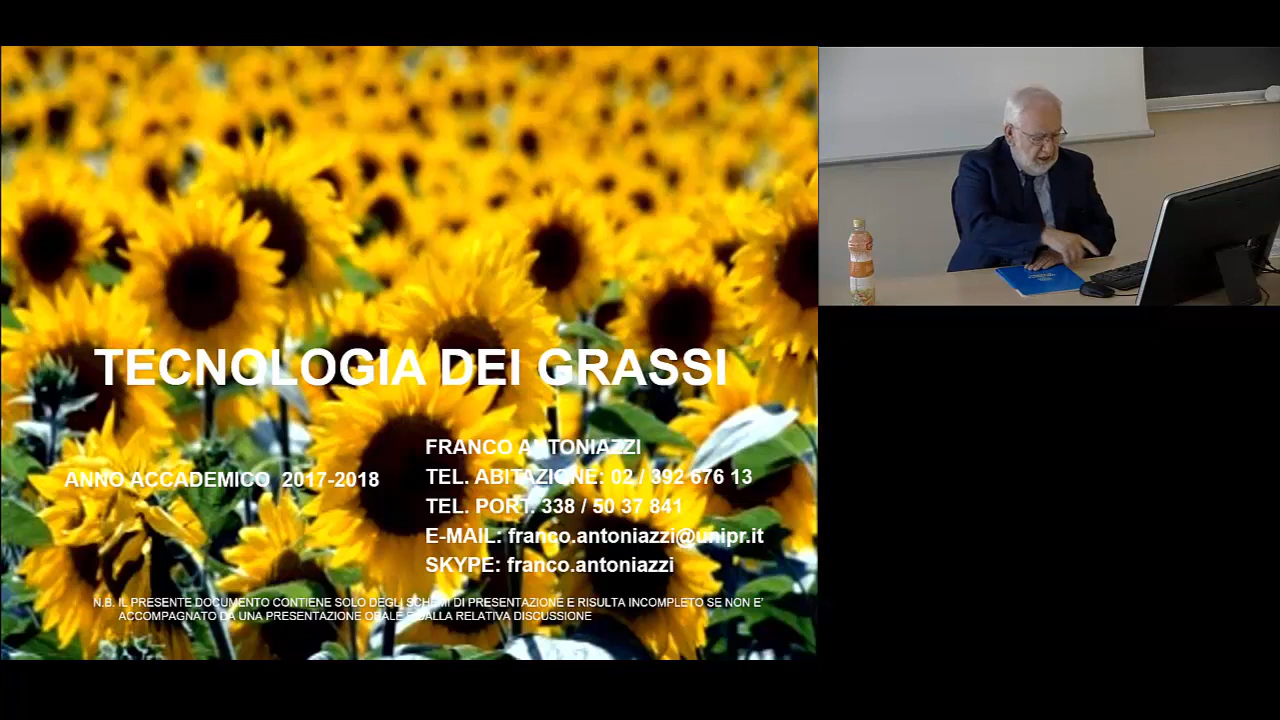 TECNOLOGIA DEI GRASSI
ANNO ACCADEMICO 2017-2018
FRANCO ANTONIAZZI
TEL. ABITAZIONE: 02 / 392 676 13
TEL. PORT. 338 / 50 37 841
E-MAIL: franco.antoniazzi@unipr.it
SKYPE: franco.antoniazzi
N.B. IL PRESENTE DOCUMENTO CONTIENE SOLO DEGLI SCHEMI DI PRESENTAZIONE E RISULTA INCOMPLETO SE NON E'
ACCOMPAGNATO DA UNA PRESENTAZIONE ORALE E DALLA RELATIVA DISCUSSIONE